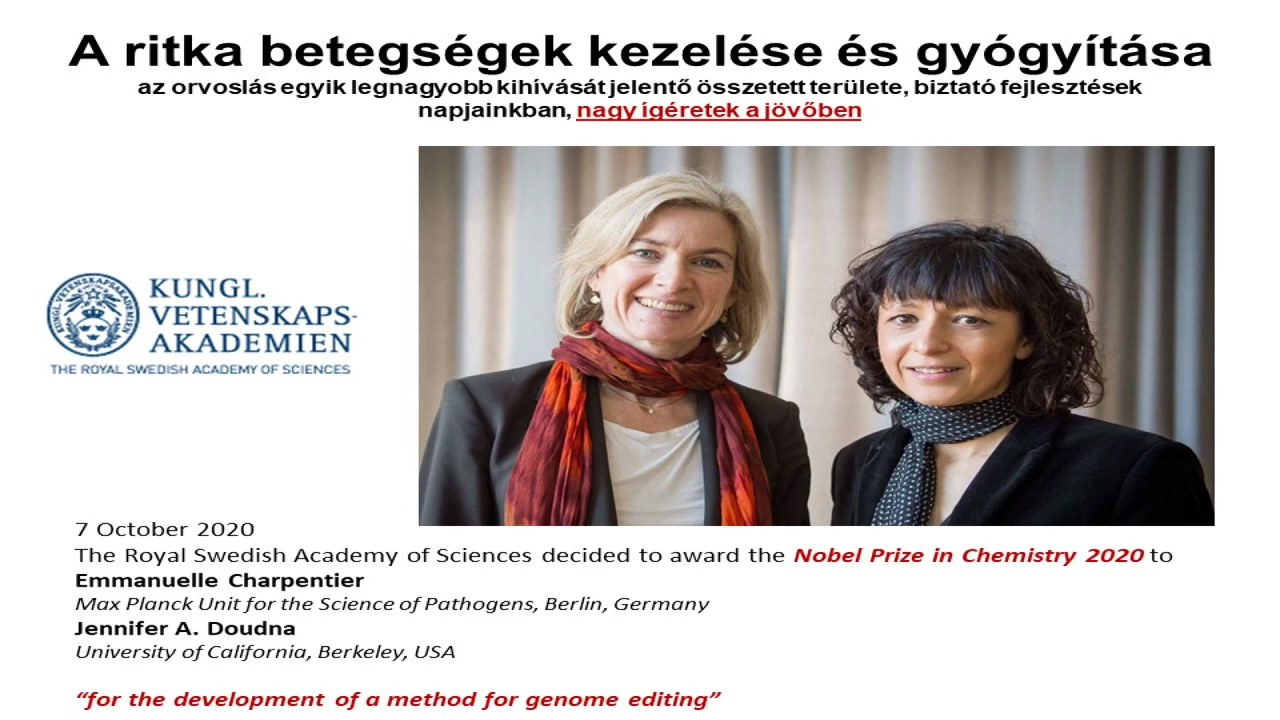 A ritka betegségek kezelése és gyógyítása
az orvoslás egyik legnagyobb kihívását jelentő összetett területe, biztató fejlesztések
napjainkban, nagy ígéretek a jövőben
KUNGL. VETENSKAPSAKADEMIEN
KUNGL.
VETENSKAPS-
AKADEMIEN
THE ROYAL SWEDISH ACADEMY OF SCIENCES
7 October 2020
The Royal Swedish Academy of Sciences decided to award the Nobel Prize in Chemistry 2020 to
Emmanuelle Charpentier
Max Planck Unit for the Science of Pathogens, Berlin, Germany
Jennifer A. Doudna
University of California, Berkeley, USA
“for the development of a method for genome editing”